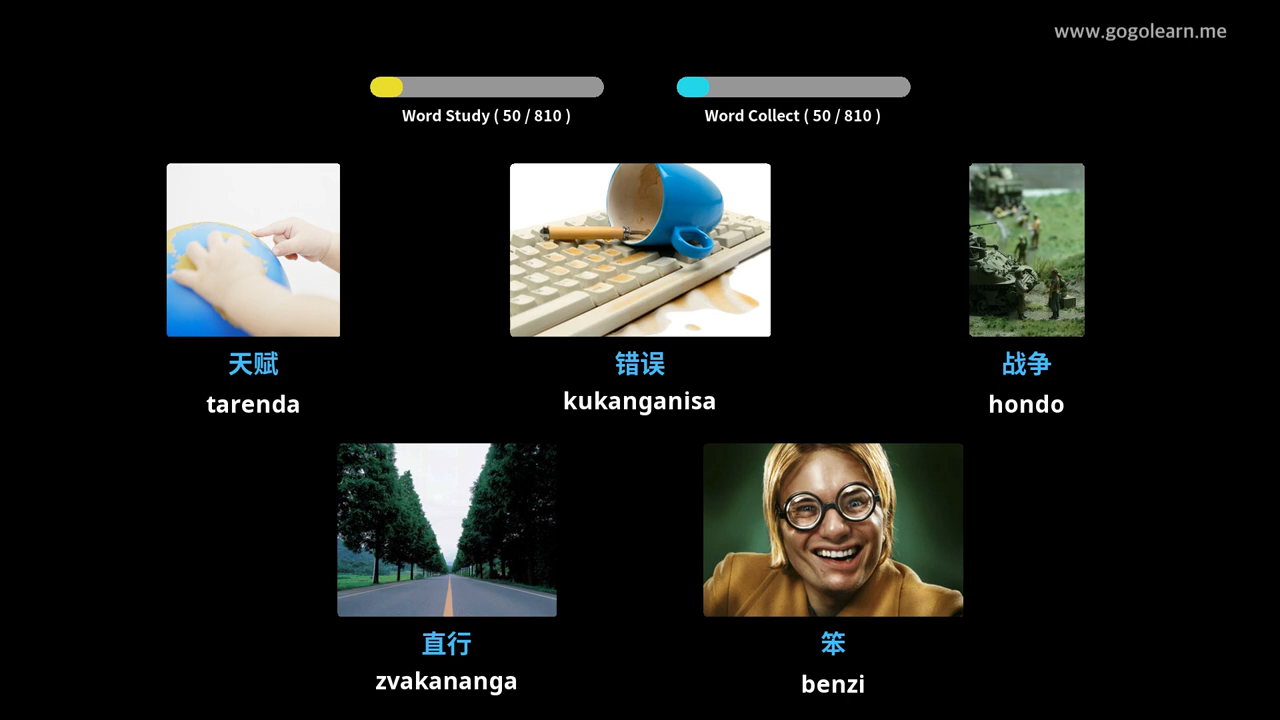 www.gogolearn.me
Word Study ( 50 / 810 )
Word Collect ( 50 / 810 )
天赋
tarenda
错误
kukanganisa
战争
hondo
直行
zvakananga
笨
benzi